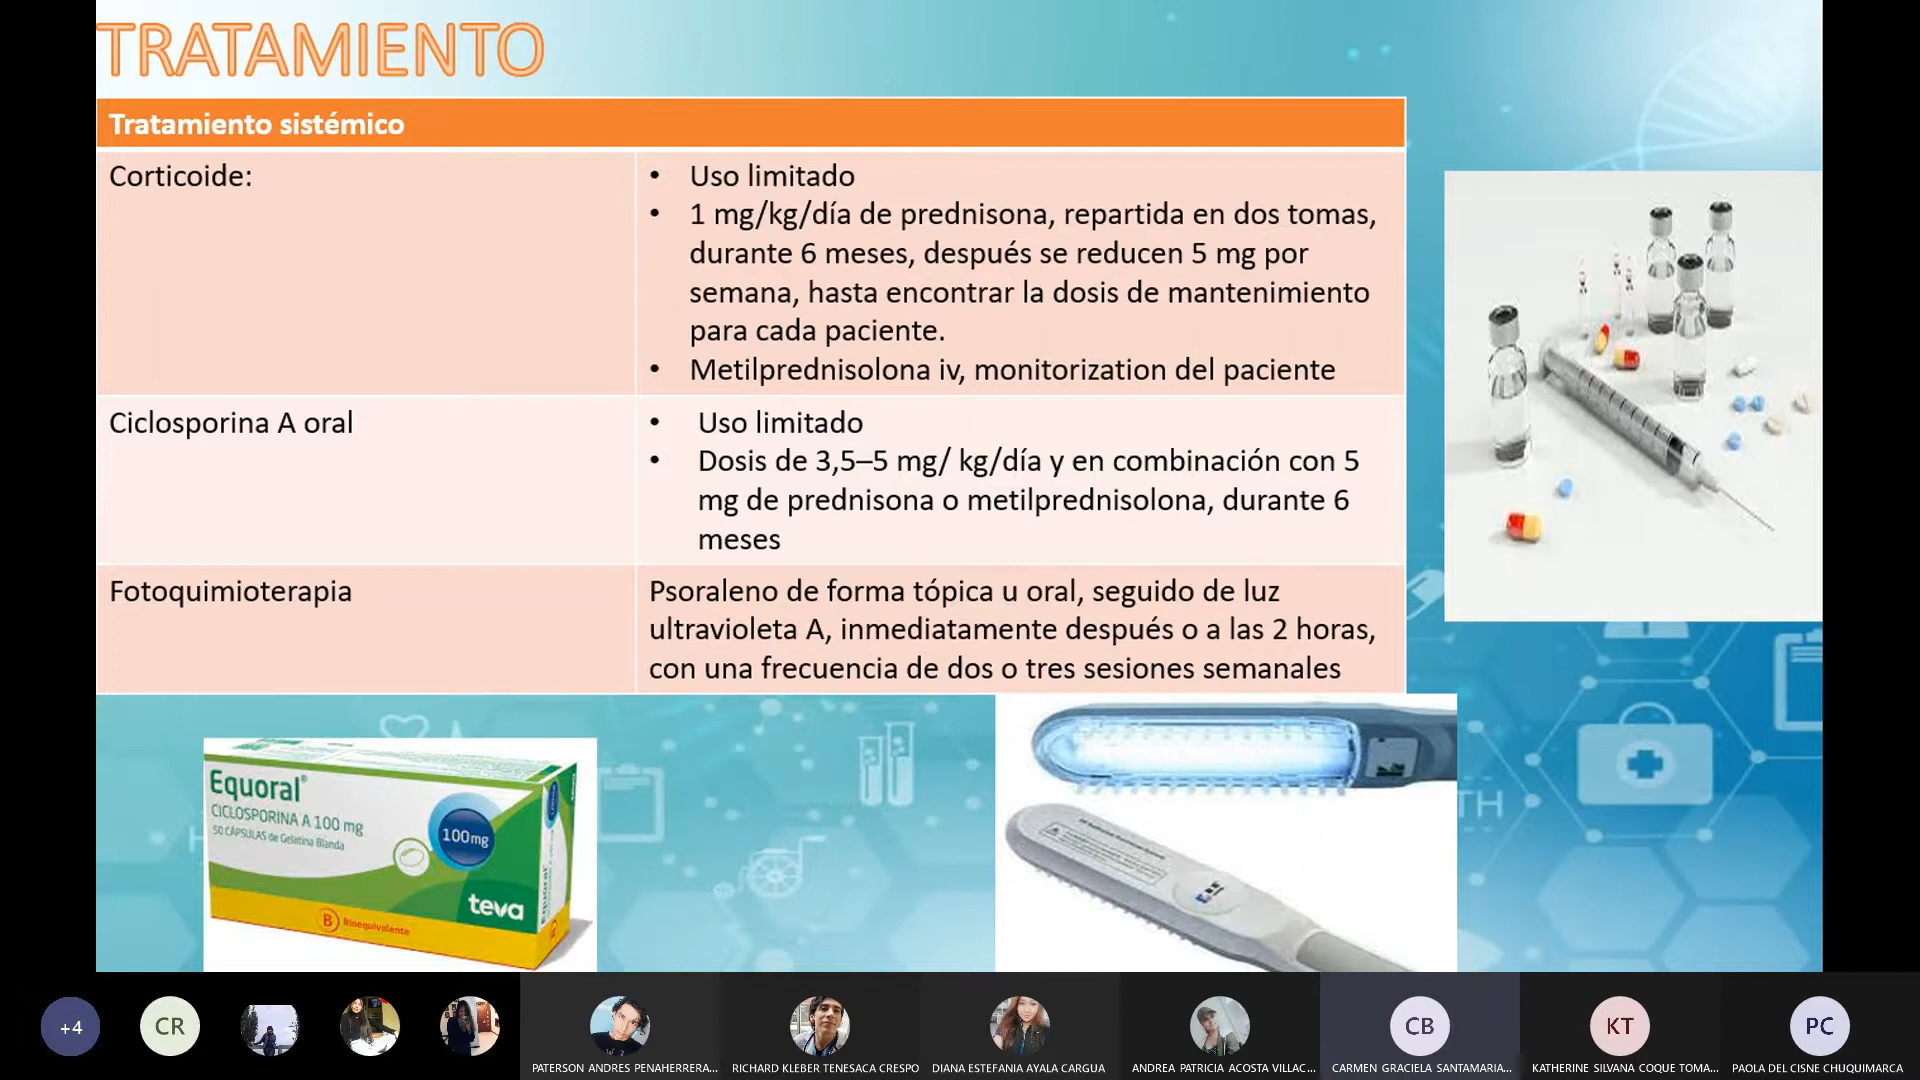 TRATAMIENTO
Tratamiento sistémico
Corticoide:
• Uso limitado
• 1 mg/kg/día de prednisona, repartida en dos tomas,
durante 6 meses, después se reducen 5 mg por
semana, hasta encontrar la dosis de mantenimiento
para cada paciente.
• Metilprednisolona iv, monitorization del paciente
Ciclosporina A oral
• Uso limitado
• Dosis de 3,5–5 mg/ kg/día y en combinación con 5
mg de prednisona o metilprednisolona, durante 6
meses
Fotoquimioterapia
Psoraleno de forma tópica u oral, seguido de luz
ultravioleta A, inmediatamente después o a las 2 horas,
con una frecuencia de dos o tres sesiones semanales
Equoral®
CICLOSPORINA A 100 mg
50 CÁPSULAS de Gelatina Blanda
100mg
teva
B Bioequivalente
TH
+4
CR
CB
KT
PC
PATERSON ANDRES PENAHERRERA...
RICHARD KLEBER TENESACA CRESPO
DIANA ESTEFANIA AYALA CARGUA
ANDREA PATRICIA ACOSTA VILLAC...
CARMEN GRACIELA SANTAMARIA...
KATHERINE SILVANA COQUE TOMA...
PAOLA DEL CISNE CHUQUIMARCA